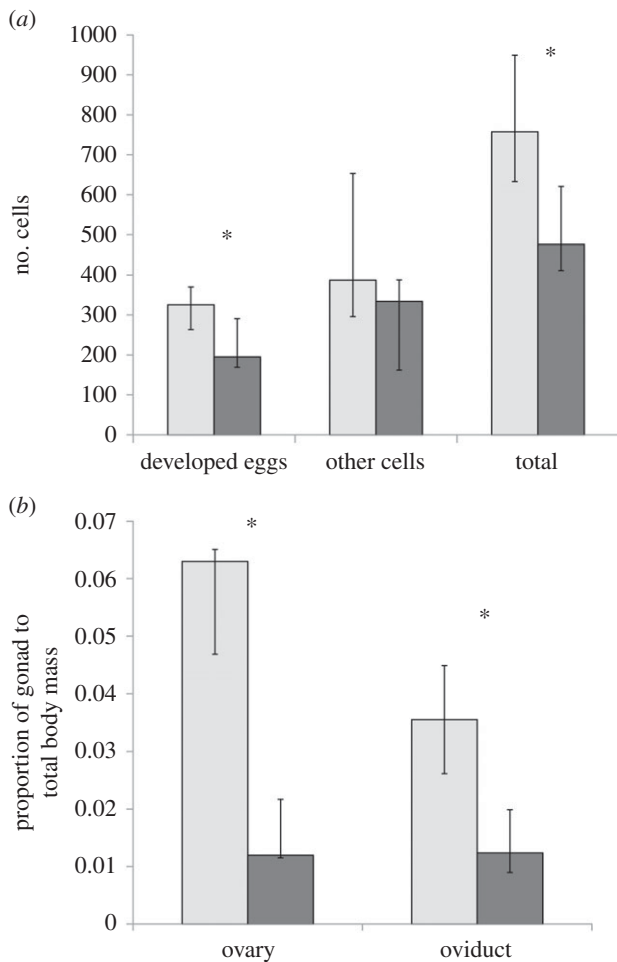 (a)
1000
900
800
700
600
500
400
300
200
100
0
no. cells
*
*
developed eggs
other cells
total
(b)
0.07
0.06
0.05
0.04
0.03
0.02
0.01
0
proportion of gonad to
total body mass
*
*
ovary
oviduct